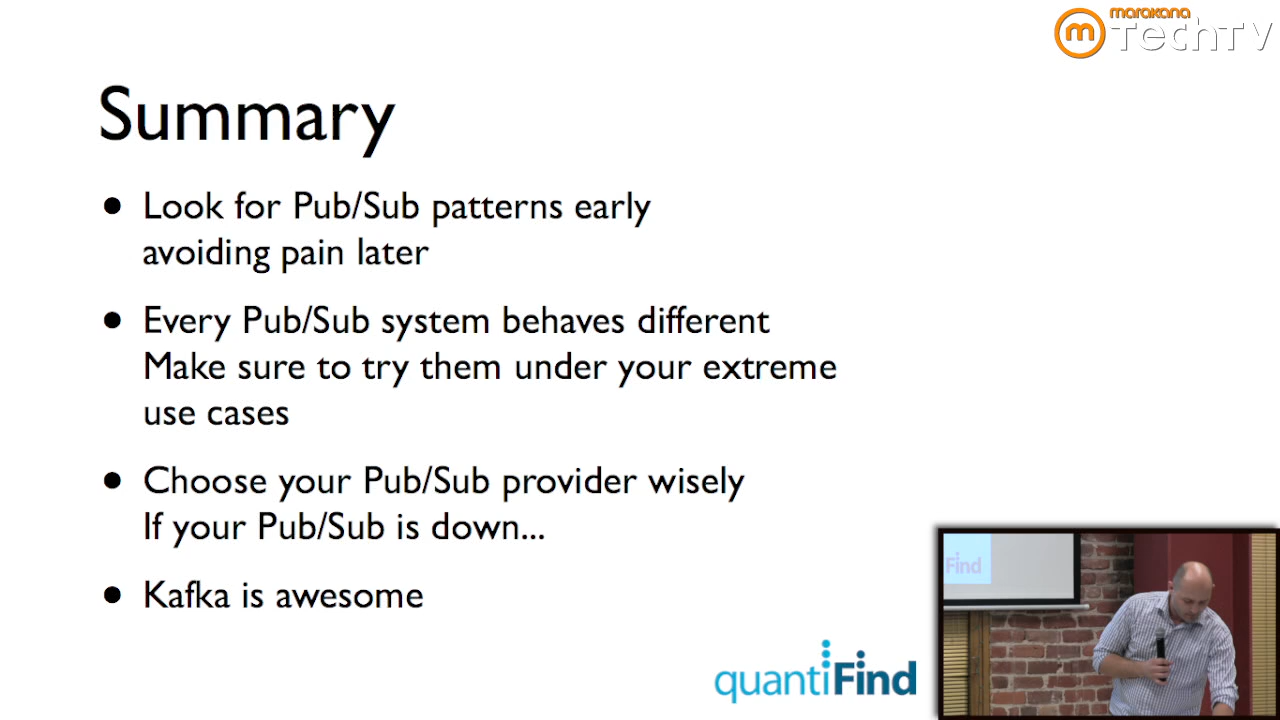 marakana
m TechTV
Summary
• Look for Pub/Sub patterns early
avoiding pain later
• Every Pub/Sub system behaves different
Make sure to try them under your extreme
use cases
• Choose your Pub/Sub provider wisely
If your Pub/Sub is down...
• Kafka is awesome
Find
quantiFind